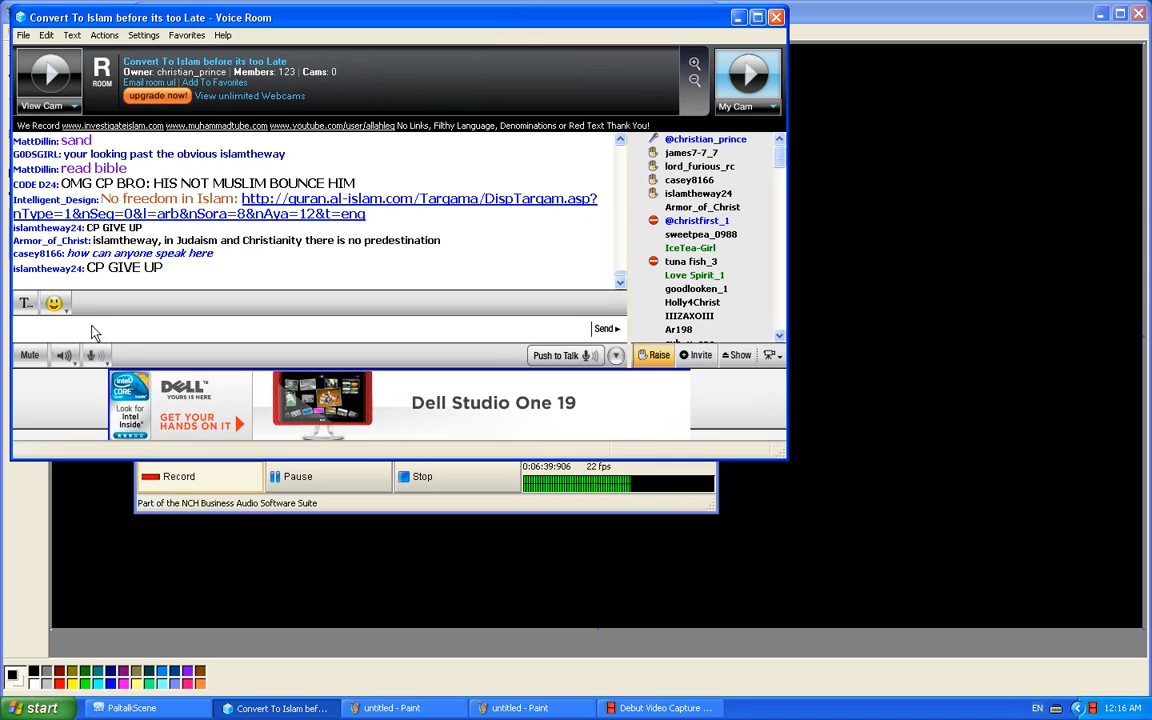 Convert To Islam before its too Late - Voice Room
File Edit Text Actions Settings Favorites Help
View Cam
R
ROOM
Convert To Islam before its too Late
Owner: christian_prince | Members: 123 | Cams: 0
Email room url | Add To Favorites
upgrade now! View unlimited Webcams
My Cam
We Record www.investigateislam.com www.muhammadtube.com www.youtube.com/user/allahleq No Links, Filthy Language, Denominations or Red Text Thank You!
MattDillin: sand
G0DSGIRL: your looking past the obvious islamtheway
MattDillin: read bible
CODE D24: OMG CP BRO: HIS NOT MUSLIM BOUNCE HIM
Intelligent_Design: No freedom in Islam: http://quran.al-islam.com/Targama/DispTargam.asp?
nType=1&nSeg=0&l=arb&nSora=8&nAya=12&t=eng
islamtheway24: CP GIVE UP
Armor_of_Christ: islamtheway, in Judaism and Christianity there is no predestination
casey8166: how can anyone speak here
islamtheway24: CP GIVE UP
@christian_prince
james7-7_7
lord_furious_rc
casey8166
islamtheway24
Armor_of_Christ
@christfirst_1
sweetpea_0988
IceTea-Girl
tuna fish_3
Love Spirit_1
goodlooken_1
Holly4Christ
IIIZAXOIII
Ar198
T...
Send
Mute
Push to Talk
Raise Invite Show
intel
CORE i7
Look for
Intel
Inside
DELL
YOURS IS HERE
GET YOUR
HANDS ON IT
Dell Studio One 19
Record Pause Stop
0:06:39:906 22 fps
Part of the NCH Business Audio Software Suite
start PaltalkScene Convert To Islam bef... untitled - Paint untitled - Paint Debut Video Capture ... EN 12:16 AM